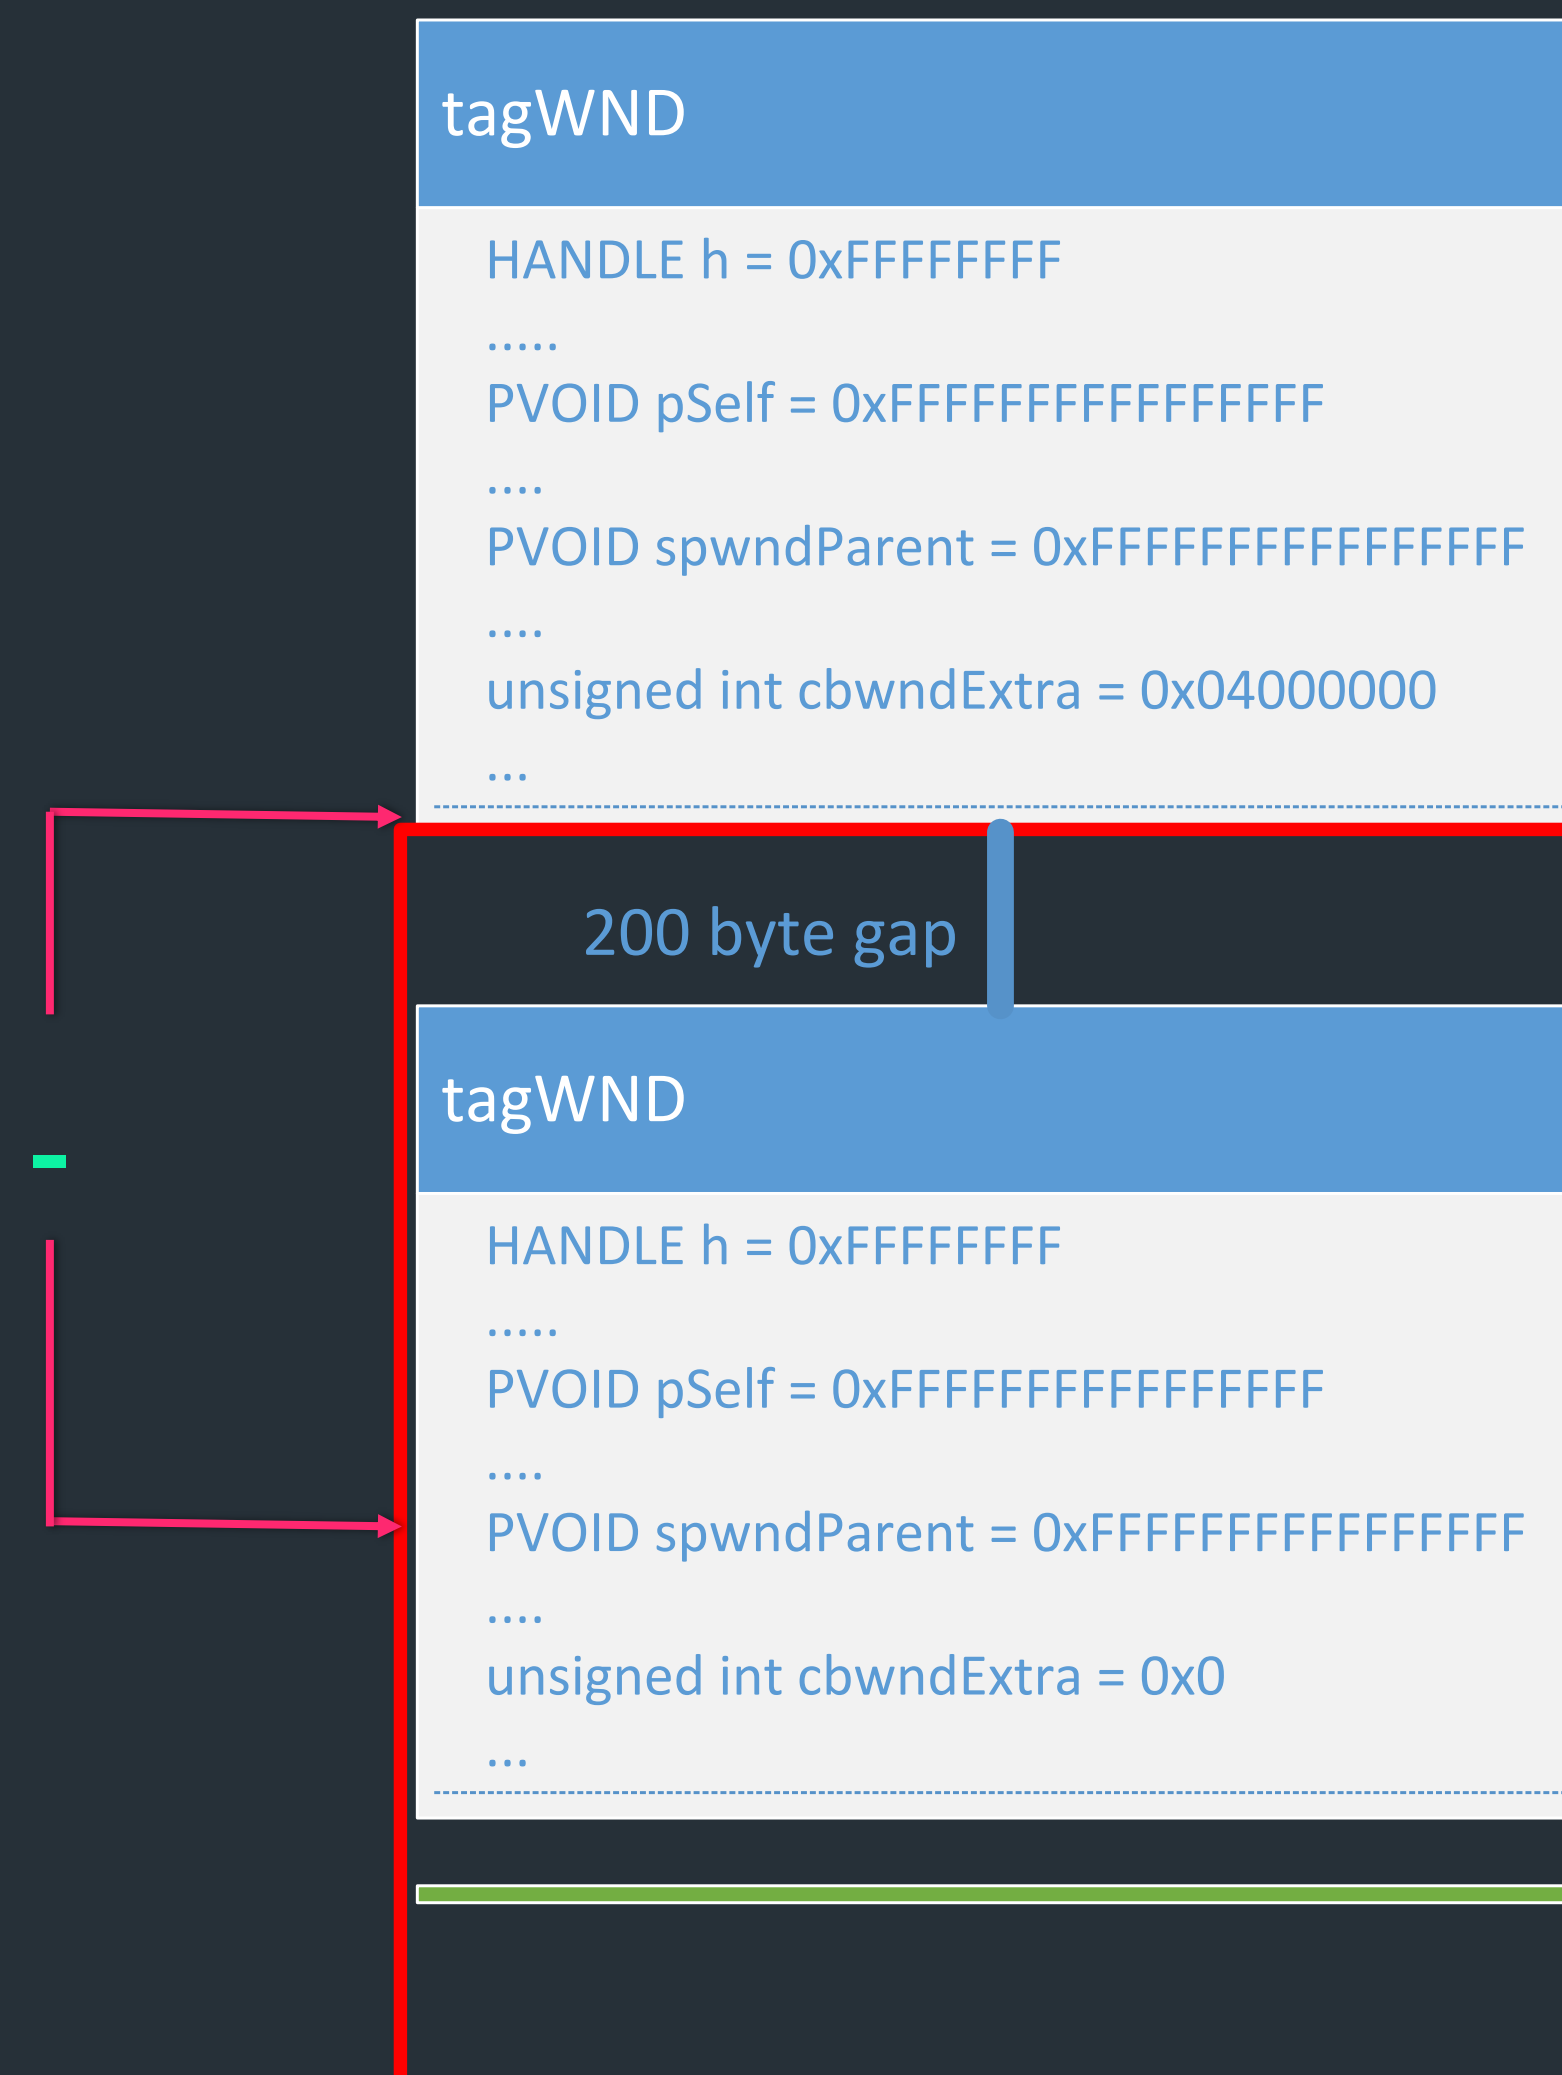 tagWND
HANDLE h = 0xFFFFFFFF
.....
PVOID pSelf = 0xFFFFFFFFFFFFFFFF
....
PVOID spwndParent = 0xFFFFFFFFFFFFFFFF
....
unsigned int cbwndExtra = 0x04000000
...
200 byte gap
tagWND
HANDLE h = 0xFFFFFFFF
.....
PVOID pSelf = 0xFFFFFFFFFFFFFFFF
....
PVOID spwndParent = 0xFFFFFFFFFFFFFFFF
....
unsigned int cbwndExtra = 0x0
...